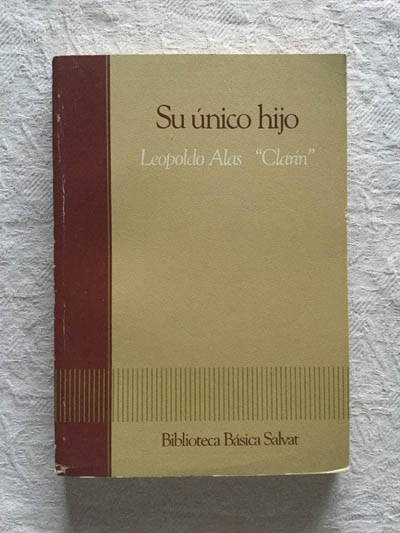 Su único hijo
Leopoldo Alas "Clarín"
Biblioteca Básica Salvat